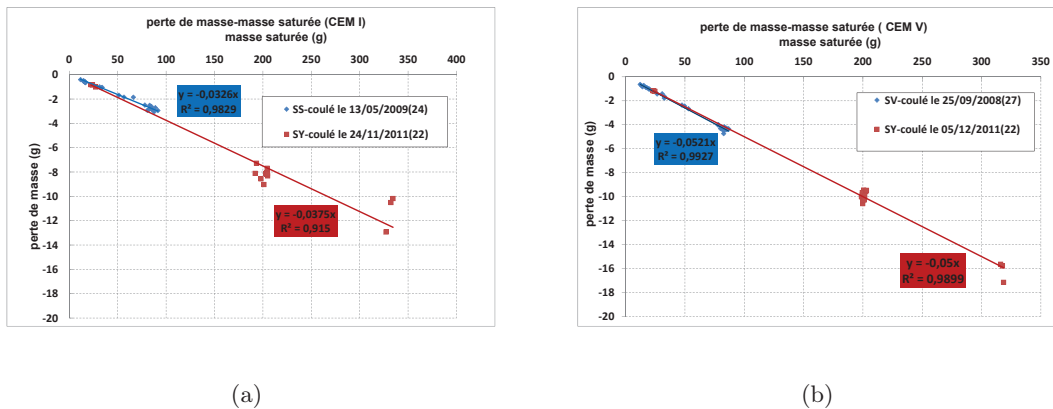 perte de masse-masse saturée (CEM I)
masse saturée (g)
0 50 100 150 200 250 300 350 400
0
-2
-4
-6
-8
-10
-12
-14
-16
-18
-20
perte de masse (g)
y = -0,0326x
R² = 0,9829
SS-coulé le 13/05/2009(24)
SY-coulé le 24/11/2011(22)
y = -0,0375x
R² = 0,915
(a)
perte de masse-masse saturée ( CEM V)
masse saturée (g)
0 50 100 150 200 250 300 350
0
-2
-4
-6
-8
-10
-12
-14
-16
-18
-20
perte de masse (g)
SV-coulé le 25/09/2008(27)
SY-coulé le 05/12/2011(22)
y = -0,0521x
R² = 0,9927
y = -0,05x
R² = 0,9899
(b)